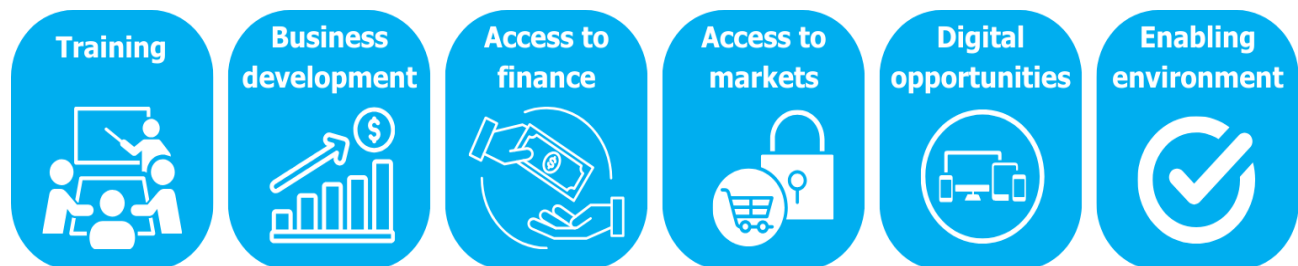 Training
Business
development
Access to
finance
Access to
markets
Digital
opportunities
Enabling
environment
$
$